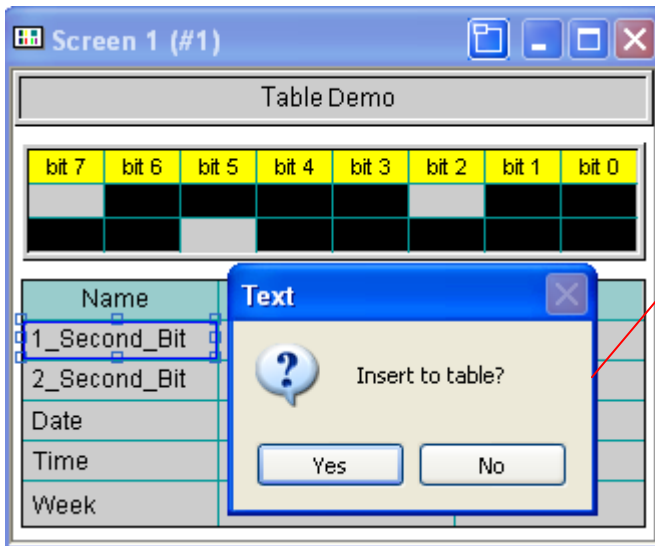 Screen 1 (#1)
Table Demo
bit 7 bit 6 bit 5 bit 4 bit 3 bit 2 bit 1 bit 0
Name
1_Second_Bit
2_Second_Bit
Date
Time
Week
Text
Insert to table?
Yes No